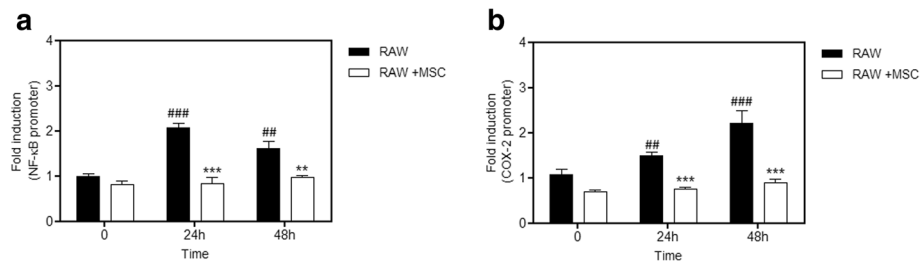 a
Fold induction
(NF-κB promoter)
4
3
2
1
0
###
***
##
**
0
24h
48h
Time
RAW
RAW +MSC
b
Fold induction
(COX-2 promoter)
4
3
2
1
0
##
***
###
***
0
24h
48h
Time
RAW
RAW +MSC